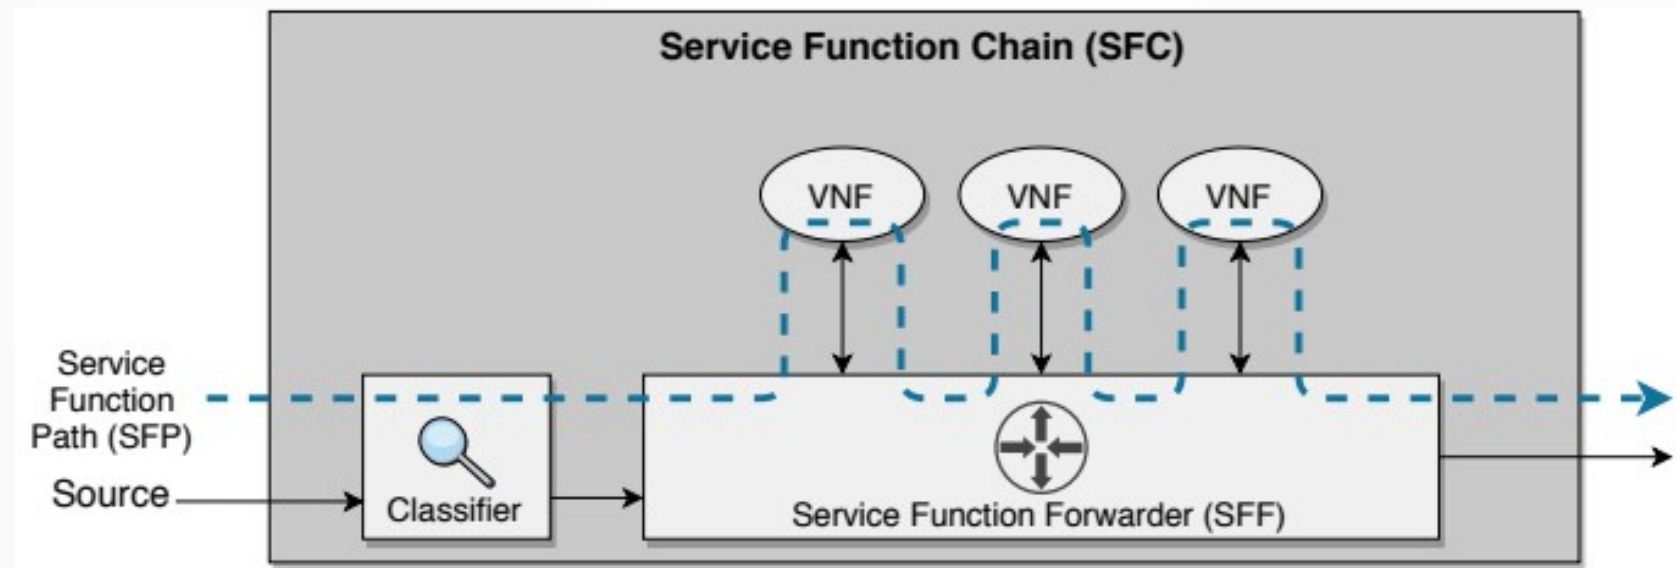 Service Function Chain (SFC)
VNF
VNF
VNF
Service
Function
Path (SFP)
Source
Classifier
Service Function Forwarder (SFF)